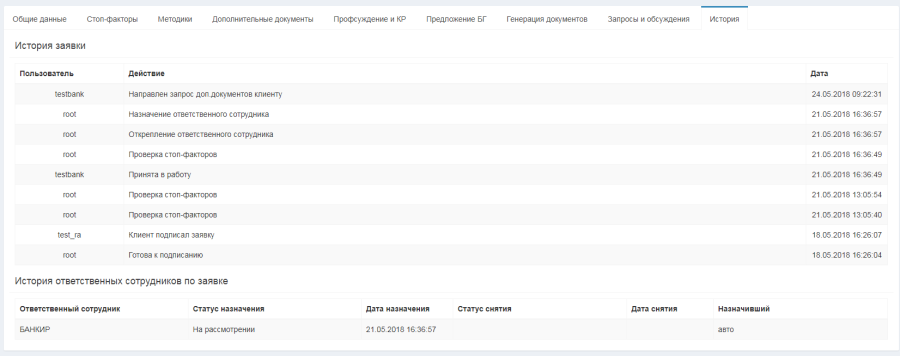 Общие данные Стоп-факторы Методики Дополнительные документы Профсуждение и КР Предложение БГ Генерация документов Запросы и обсуждения История
История заявки
Пользователь Действие Дата
testbank Направлен запрос доп.документов клиенту 24.05.2018 09:22:31
root Назначение ответственного сотрудника 21.05.2018 16:36:57
root Открепление ответственного сотрудника 21.05.2018 16:36:57
root Проверка стоп-факторов 21.05.2018 16:36:49
testbank Принята в работу 21.05.2018 16:36:49
root Проверка стоп-факторов 21.05.2018 13:05:54
root Проверка стоп-факторов 21.05.2018 13:05:40
test_ra Клиент подписал заявку 18.05.2018 16:26:07
root Готова к подписанию 18.05.2018 16:26:04
История ответственных сотрудников по заявке
Ответственный сотрудник Статус назначения Дата назначения Статус снятия Дата снятия Назначивший
БАНКИР На рассмотрении 21.05.2018 16:36:57 авто